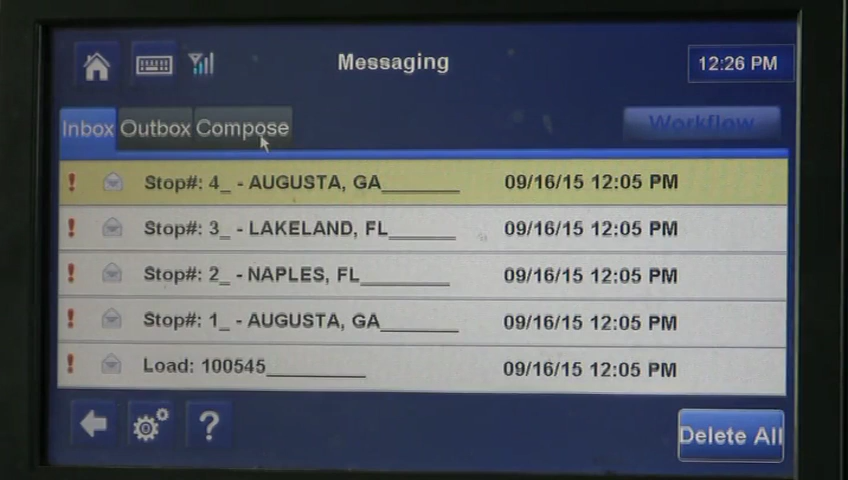 Messaging
12:26 PM
Inbox Outbox Compose
Workflow
! Stop#: 4_ - AUGUSTA, GA________ 09/16/15 12:05 PM
! Stop#: 3_ - LAKELAND, FL_______ 09/16/15 12:05 PM
! Stop#: 2_ - NAPLES, FL_________ 09/16/15 12:05 PM
! Stop#: 1_ - AUGUSTA, GA________ 09/16/15 12:05 PM
! Load: 100545__________ 09/16/15 12:05 PM
? Delete All